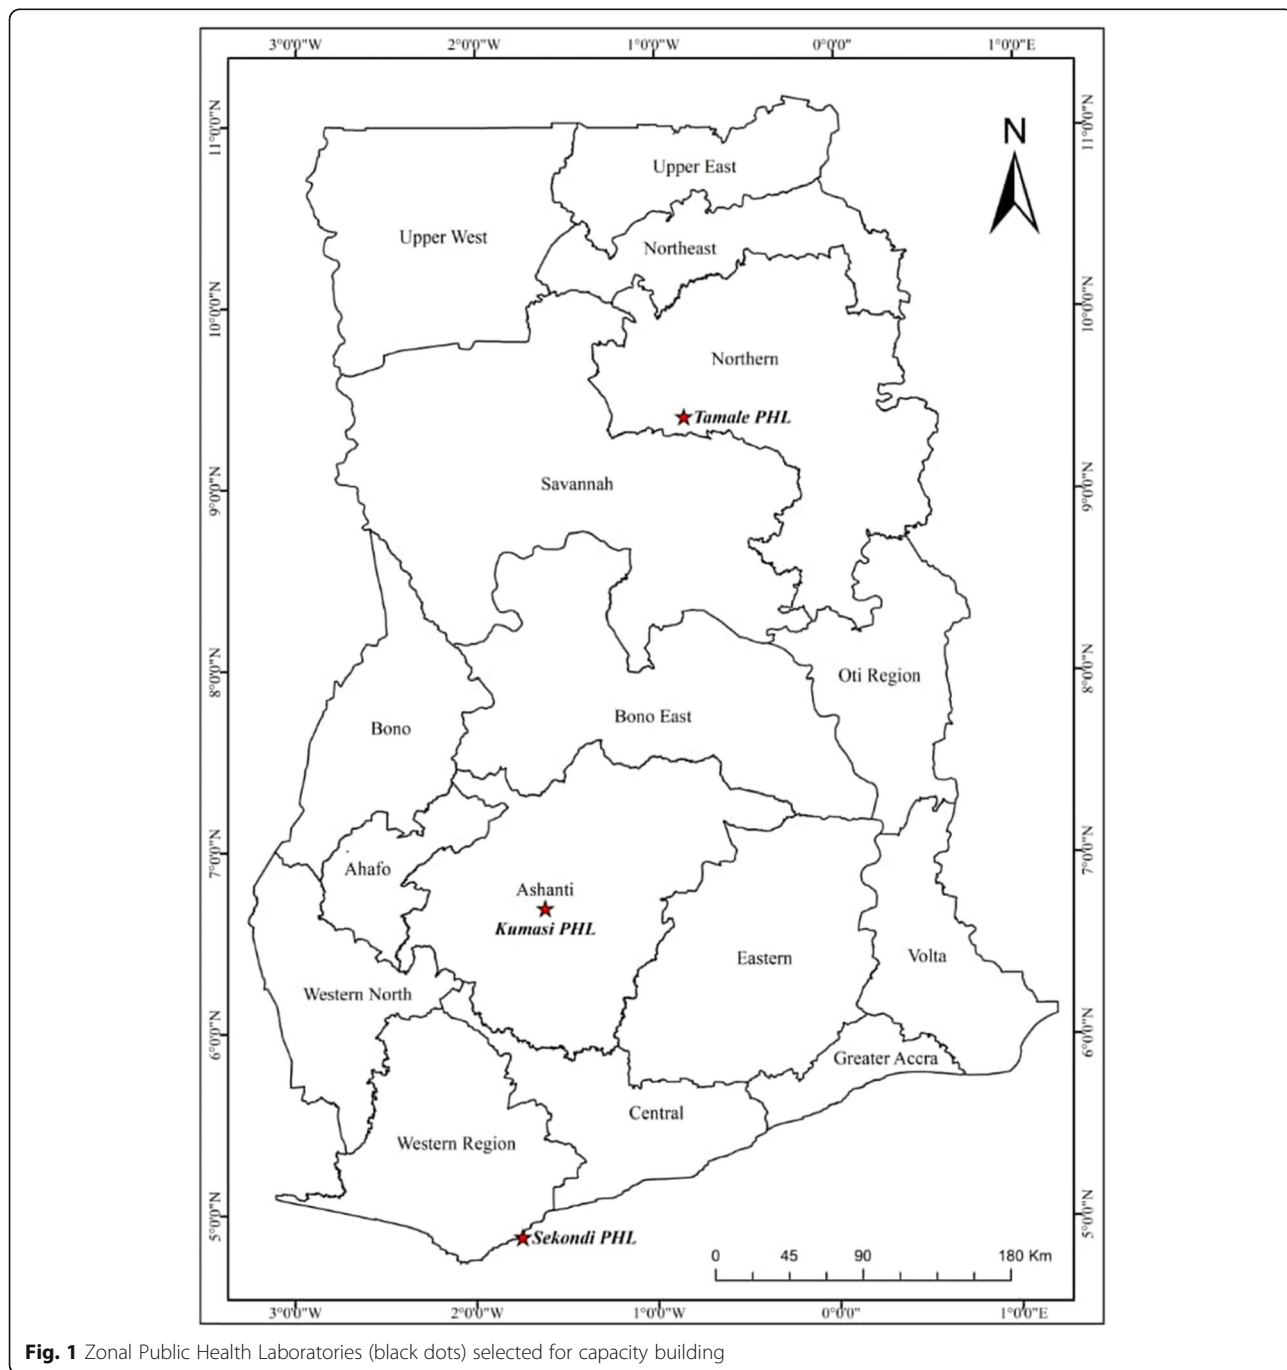 3°0'0"W 2°0'0"W 1°0'0"W 0°0'0" 1°0'0"E
11°0'0"N 11°0'0"N
N
Upper East
Upper West
Northeast
10°0'0"N 10°0'0"N
Northern
Tamale PHL
Savannah
9°0'0"N 9°0'0"N
8°0'0"N 8°0'0"N
Oti Region
Bono East
Bono
7°0'0"N 7°0'0"N
Ahafo
Ashanti
Kumasi PHL
Eastern
Volta
Western North
6°0'0"N 6°0'0"N
Greater Accra
Central
Western Region
5°0'0"N 5°0'0"N
Sekondi PHL
0 45 90 180 Km
3°0'0"W 2°0'0"W 1°0'0"W 0°0'0" 1°0'0"E
Fig. 1 Zonal Public Health Laboratories (black dots) selected for capacity building